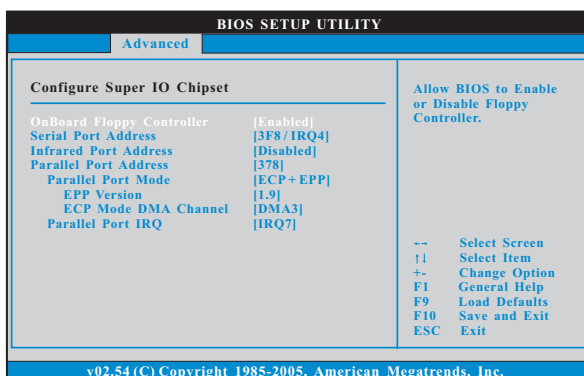 BIOS SETUP UTILITY
Advanced
Configure Super IO Chipset
OnBoard Floppy Controller [Enabled]
Serial Port Address [3F8 / IRQ4]
Infrared Port Address [Disabled]
Parallel Port Address [378]
Parallel Port Mode [ECP + EPP]
EPP Version [1.9]
ECP Mode DMA Channel [DMA3]
Parallel Port IRQ [IRQ7]
Allow BIOS to Enable
or Disable Floppy
Controller.
←→ Select Screen
↑↓ Select Item
+- Change Option
F1 General Help
F9 Load Defaults
F10 Save and Exit
ESC Exit
v02.54 (C) Copyright 1985-2005, American Megatrends, Inc.